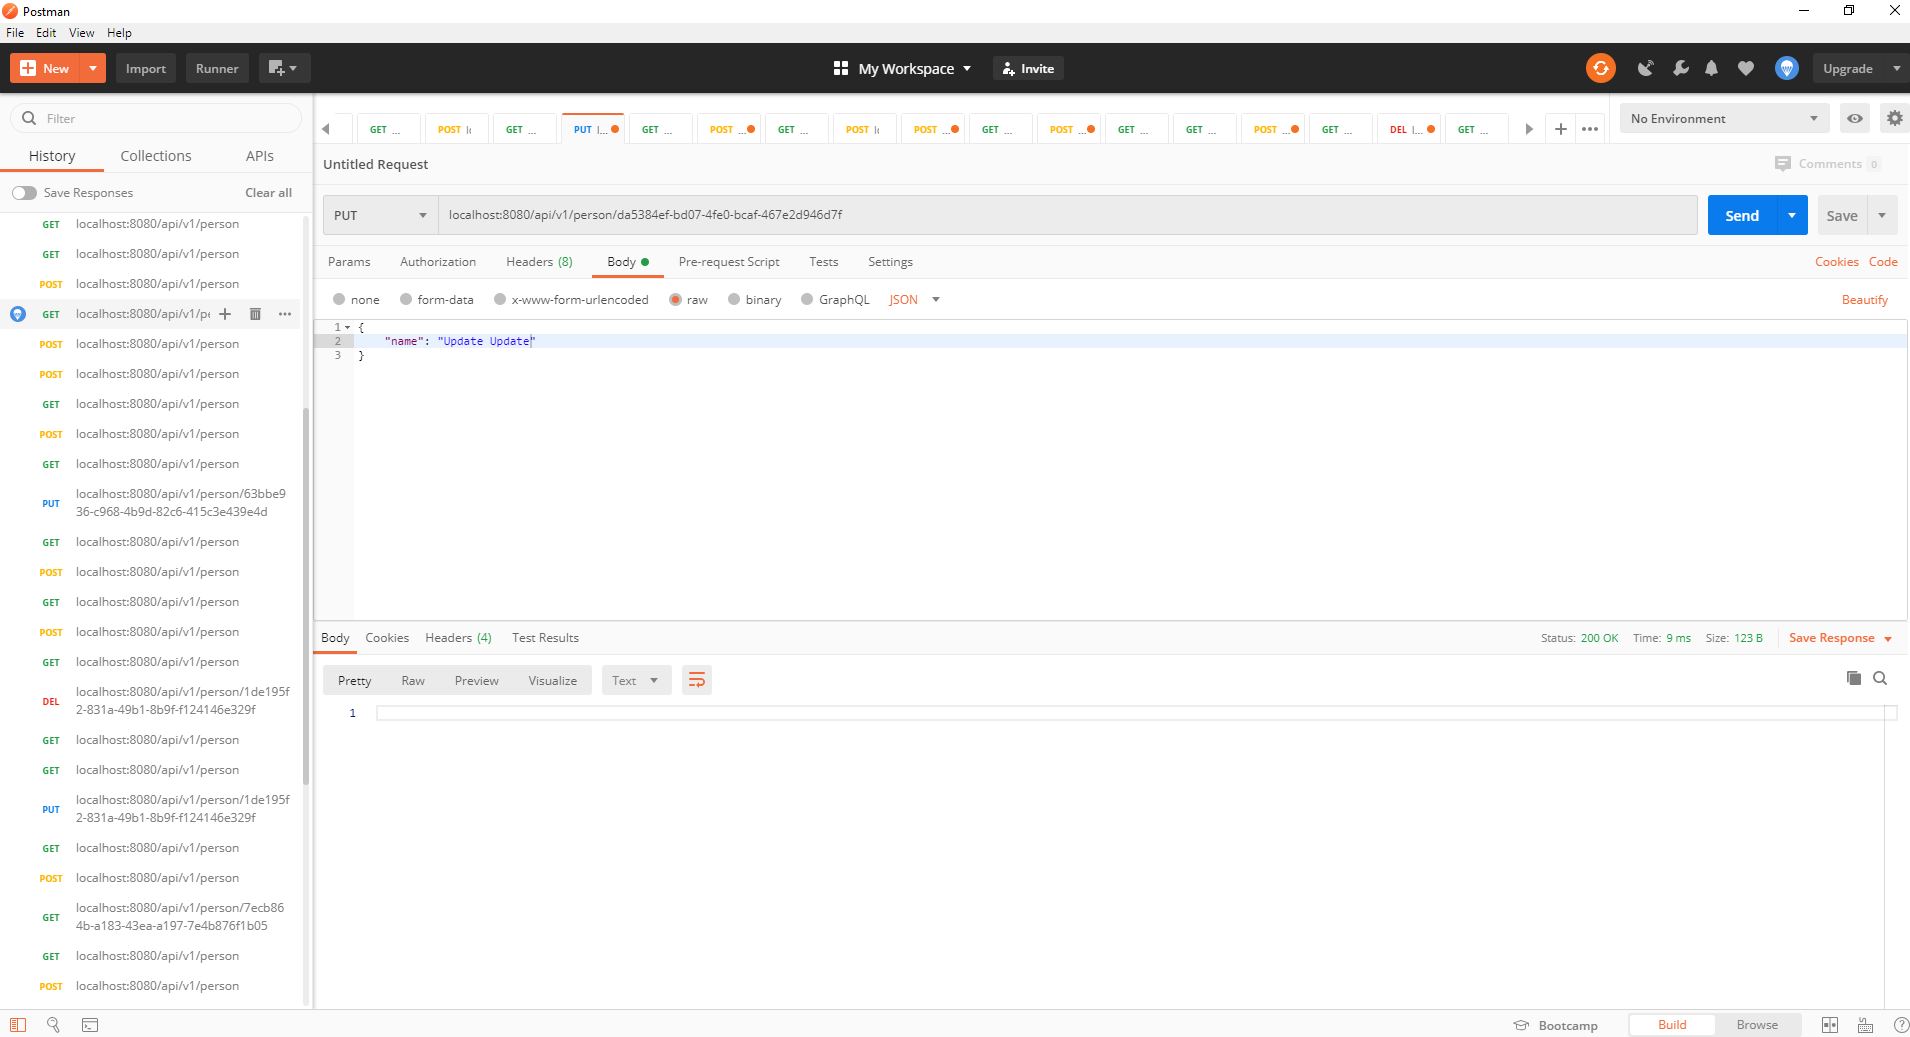 Postman
File Edit View Help
New Import Runner My Workspace Invite Upgrade
Filter
History Collections APIs
Save Responses Clear all
GET localhost:8080/api/v1/person
GET localhost:8080/api/v1/person
POST localhost:8080/api/v1/person
GET localhost:8080/api/v1/pe
POST localhost:8080/api/v1/person
POST localhost:8080/api/v1/person
GET localhost:8080/api/v1/person
POST localhost:8080/api/v1/person
GET localhost:8080/api/v1/person
PUT localhost:8080/api/v1/person/63bbe9
36-c968-4b9d-82c6-415c3e439e4d
GET localhost:8080/api/v1/person
POST localhost:8080/api/v1/person
GET localhost:8080/api/v1/person
POST localhost:8080/api/v1/person
GET localhost:8080/api/v1/person
DEL localhost:8080/api/v1/person/1de195f
2-831a-49b1-8b9f-f124146e329f
GET localhost:8080/api/v1/person
GET localhost:8080/api/v1/person
PUT localhost:8080/api/v1/person/1de195f
2-831a-49b1-8b9f-f124146e329f
GET localhost:8080/api/v1/person
POST localhost:8080/api/v1/person
GET localhost:8080/api/v1/person/7ecb86
4b-a183-43ea-a197-7e4b876f1b05
GET localhost:8080/api/v1/person
POST localhost:8080/api/v1/person
GET ... POST lo GET ... PUT l... GET ... POST ... GET ... POST lo POST ... GET ... POST ... GET ... GET ... POST ... GET ... DEL l... GET ... No Environment
Untitled Request Comments 0
PUT localhost:8080/api/v1/person/da5384ef-bd07-4fe0-bcaf-467e2d946d7f Send Save
Params Authorization Headers (8) Body Pre-request Script Tests Settings Cookies Code
none form-data x-www-form-urlencoded raw binary GraphQL JSON Beautify
1 {
2 "name": "Update Update"
3 }
Body Cookies Headers (4) Test Results Status: 200 OK Time: 9 ms Size: 123 B Save Response
Pretty Raw Preview Visualize Text
1
Bootcamp Build Browse